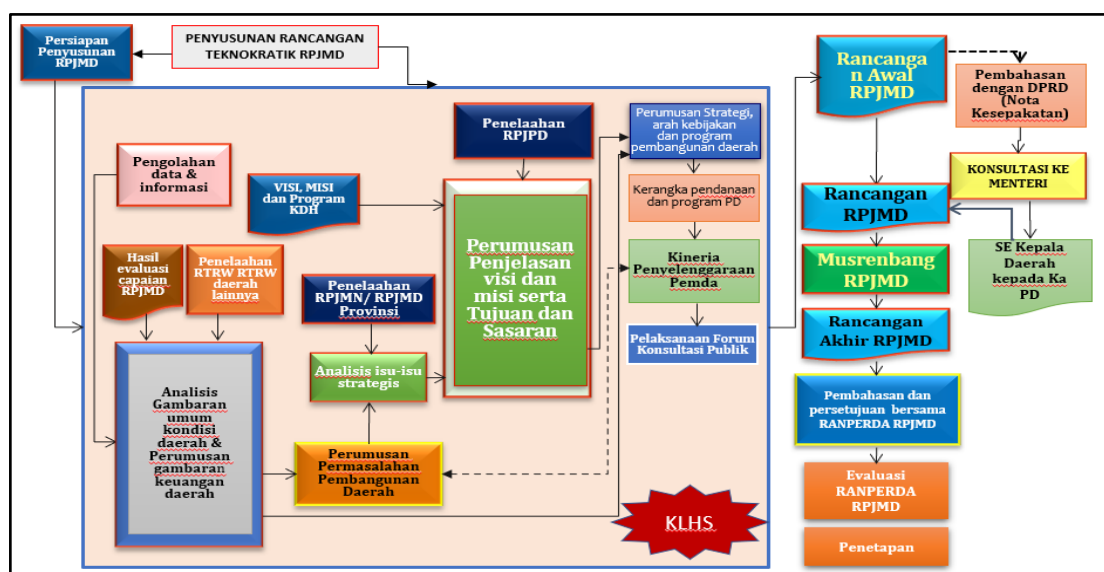 Persiapan
Penyusunan
RPJMD
PENYUSUNAN RANCANGAN
TEKNOKRATIK RPJMD
Pengolahan
data &
informasi
Hasil
evaluasi
capaian
RPJMD
Penelaahan
RTRW RTRW
daerah
lainnya
Analisis
Gambaran
umum
kondisi
daerah &
Perumusan
gambaran
keuangan
daerah
VISI, MISI
dan Program
KDH
Penelaahan
RPJMN/ RPJMD
Provinsi
Analisis isu-isu
strategis
Perumusan
Permasalahan
Pembangunan
Daerah
Penelaahan
RPJPD
Perumusan
Penjelasan
visi dan
misi serta
Tujuan dan
Sasaran
Perumusan Strategi,
arah kebijakan
dan program
pembangunan daerah
Kerangka pendanaan
dan program PD
Kinerja
Penyelenggaraan
Pemda
Pelaksanaan Forum
Konsultasi Publik
KLHS
Rancanga
n Awal
RPJMD
Pembahasan
dengan DPRD
(Nota
Kesepakatan)
KONSULTASI KE
MENTERI
SE Kepala
Daerah
kepada Ka
PD
Rancangan
RPJMD
Musrenbang
RPJMD
Rancangan
Akhir RPJMD
Pembahasan dan
persetujuan bersama
RANPERDA RPJMD
Evaluasi
RANPERDA
RPJMD
Penetapan